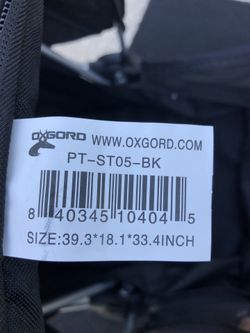 OXGORD WWW.OXGORD.COM
PT-ST05-BK
8 40345 10404 5
SIZE:39.3*18.1*33.4INCH